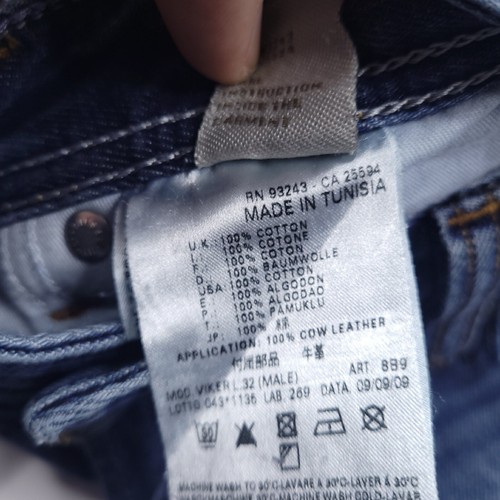 INSTRUCTION
INSIDE THE
GARMENT
RN 93243 - CA 25594
MADE IN TUNISIA
U.K: 100% COTTON
I.: 100% COTONE
F.: 100% COTON
D.: 100% BAUMWOLLE
USA: 100% COTTON
E.: 100% ALGODON
P.: 100% ALGODAO
T.: 100% PAMUKLU
JP.: 100% 綿
APPLICATION: 100% COW LEATHER
付属部品 牛革
MOD. VIKER L.32 (MALE) ART. 8B9
LOTTO 043*1136 LAB. 269 DATA 09/09/09
MACHINE WASH TO 30°C-LAVARE A 30°C-LAVER A 30°C